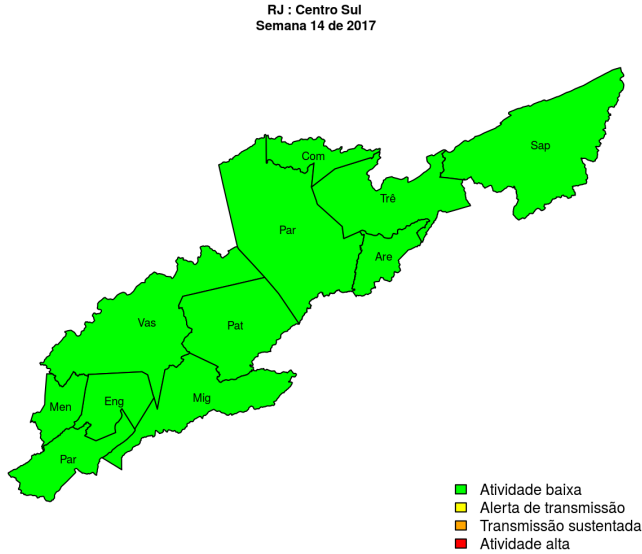 RJ : Centro Sul
Semana 14 de 2017
Sap
Com
Trê
Par
Are
Vas
Pat
Mig
Men
Eng
Par
Atividade baixa
Alerta de transmissão
Transmissão sustentada
Atividade alta